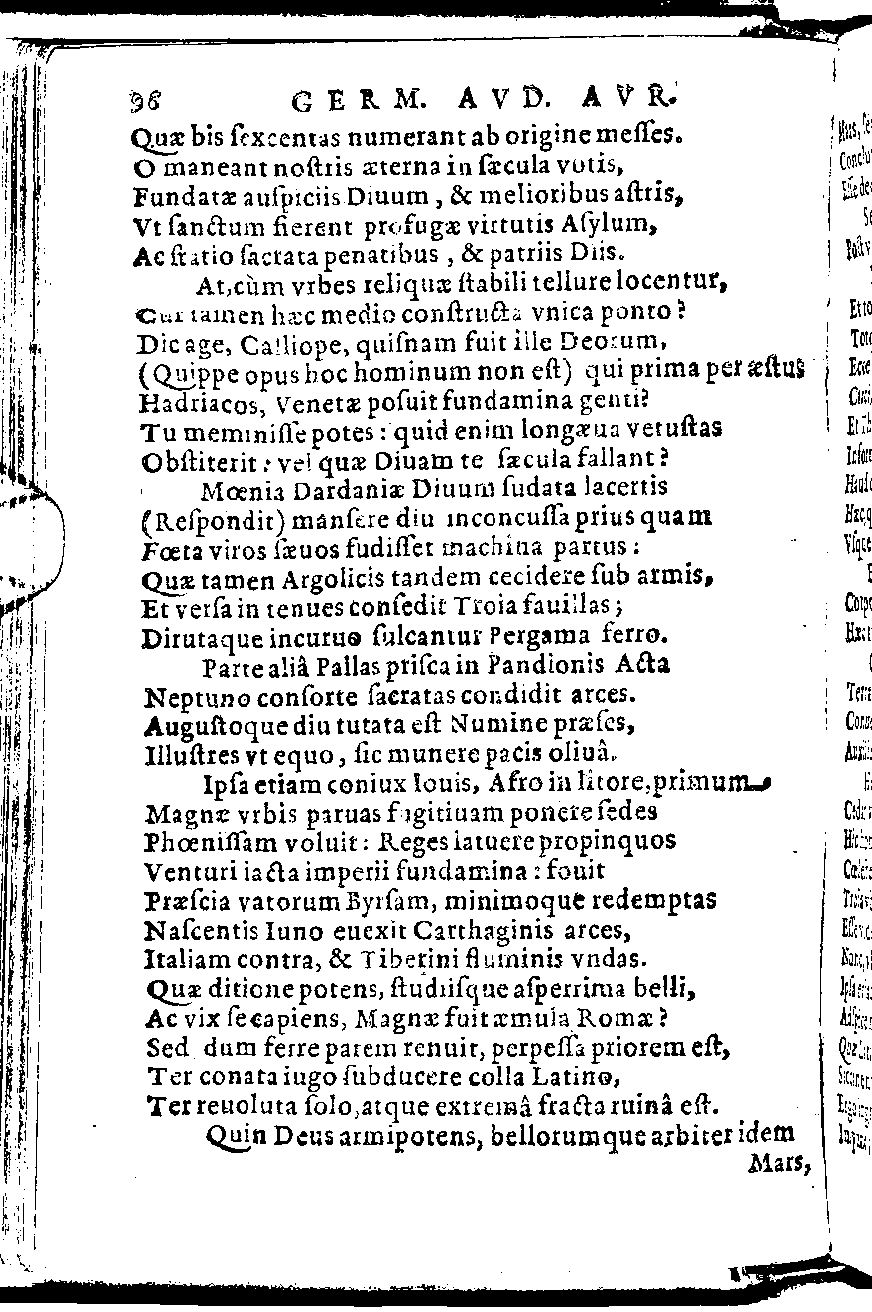 96 GERM. AVD. AVR.
Quæ bis ſexcentas numerant ab origine meſſes.
O maneant noſtris æterna in ſæcula votis,
Fundatæ auſpiciis Diuum, & melioribus aſtris,
Vt ſanctum fierent profugæ virtutis Aſylum,
Ac ſtatio ſacrata penatibus, & patriis Diis.
At, cùm vrbes reliquæ ſtabili tellure locentur,
Cur tamen hæc medio conſtructa vnica ponto?
Dic age, Calliope, quiſnam fuit ille Deorum,
(Quippe opus hoc hominum non eſt) qui prima per æſtus
Hadriacos, Venetæ poſuit fundamina genti?
Tu meminiſſe potes: quid enim longæua vetuſtas
Obſtiterit: vel quæ Diuam te ſæcula fallant?
Mœnia Dardaniæ Diuum ſudata lacertis
(Reſpondit) manſere diu inconcuſſa prius quam
Fœta viros ſæuos fudiſſet machina partus:
Quæ tamen Argolicis tandem cecidere ſub armis,
Et verſa in tenues conſedit Troia fauillas;
Dirutaque incuruo ſulcantur Pergama ferro.
Parte aliâ Pallas priſca in Pandionis Acta
Neptuno conſorte ſacratas condidit arces.
Auguſtoque diu tutata eſt Numine præſes,
Illuſtres vt equo, ſic munere pacis oliuâ.
Ipſa etiam coniux Iouis, Afro in litore, primum
Magnæ vrbis paruas fugitiuam ponere ſedes
Phœniſſam voluit: Reges latuere propinquos
Venturi iacta imperii fundamina: fouit
Præſcia vatorum Byrſam, minimoque redemptas
Naſcentis Iuno euexit Carthaginis arces,
Italiam contra, & Tiberini fluminis vndas.
Quæ ditione potens, ſtudiiſque aſperrima belli,
Ac vix ſe capiens, Magnæ fuit æmula Romæ?
Sed dum ferre parem renuit, perpeſſa priorem eſt,
Ter conata iugo ſubducere colla Latino,
Ter reuoluta ſolo, atque extremâ fracta ruinâ eſt.
Quin Deus armipotens, bellorumque arbiter idem
Mars,